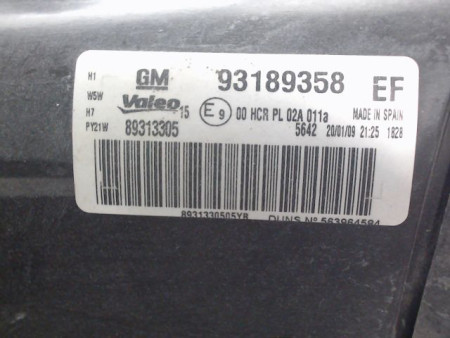 H1 GM 93189358 EF
W5W Valeo 15 E9 00 HCR PL 02A 011a MADE IN SPAIN
H7
PY21W 89313305 5642 20/01/09 21:25 1828
8931330505YB
DUNS Nº 563964594